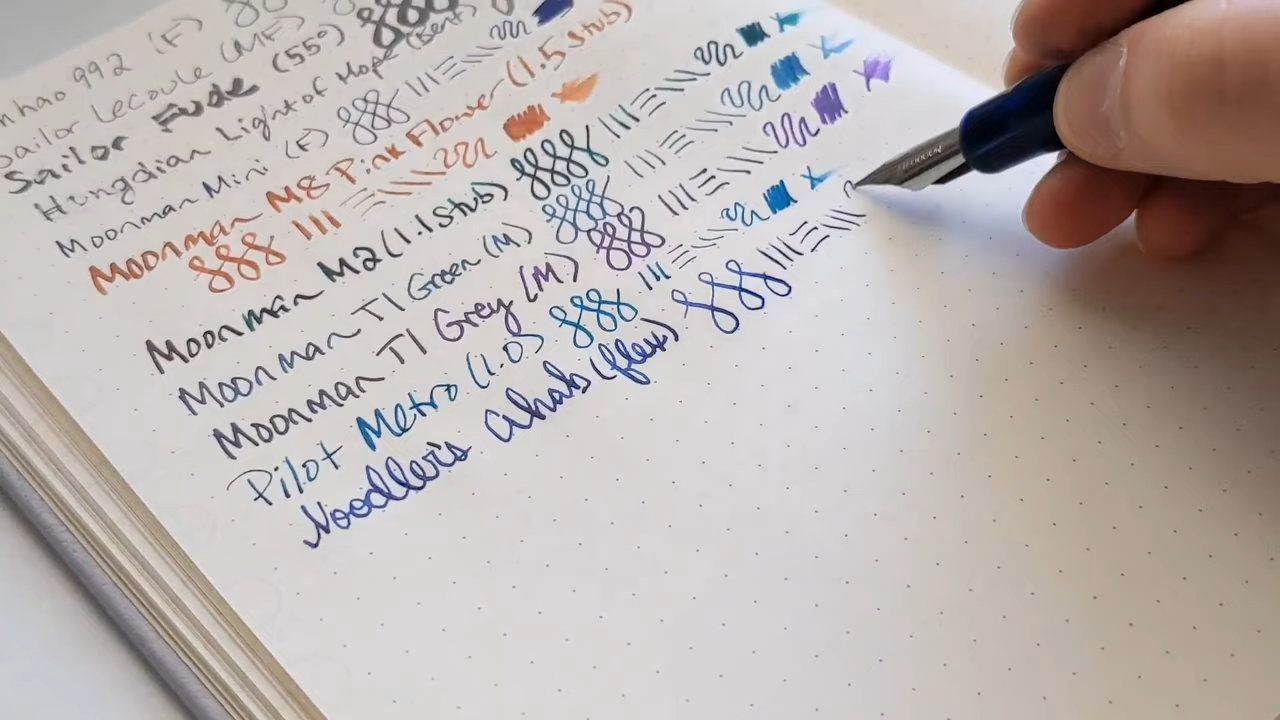 nhao 992 (F)
Sailor Lecoule (MF)
Sailor Fude (55°)
Hongdian Light of Hope (Bent)
Moonman Mini (F)
Moonman M8 Pink Flower (1.5 Stub)
Moonman M2 (1.1 Stub)
Moonman T1 Green (M)
Moonman T1 Grey (M)
Pilot Metro (1.0)
Noodler's Ahab (flex)